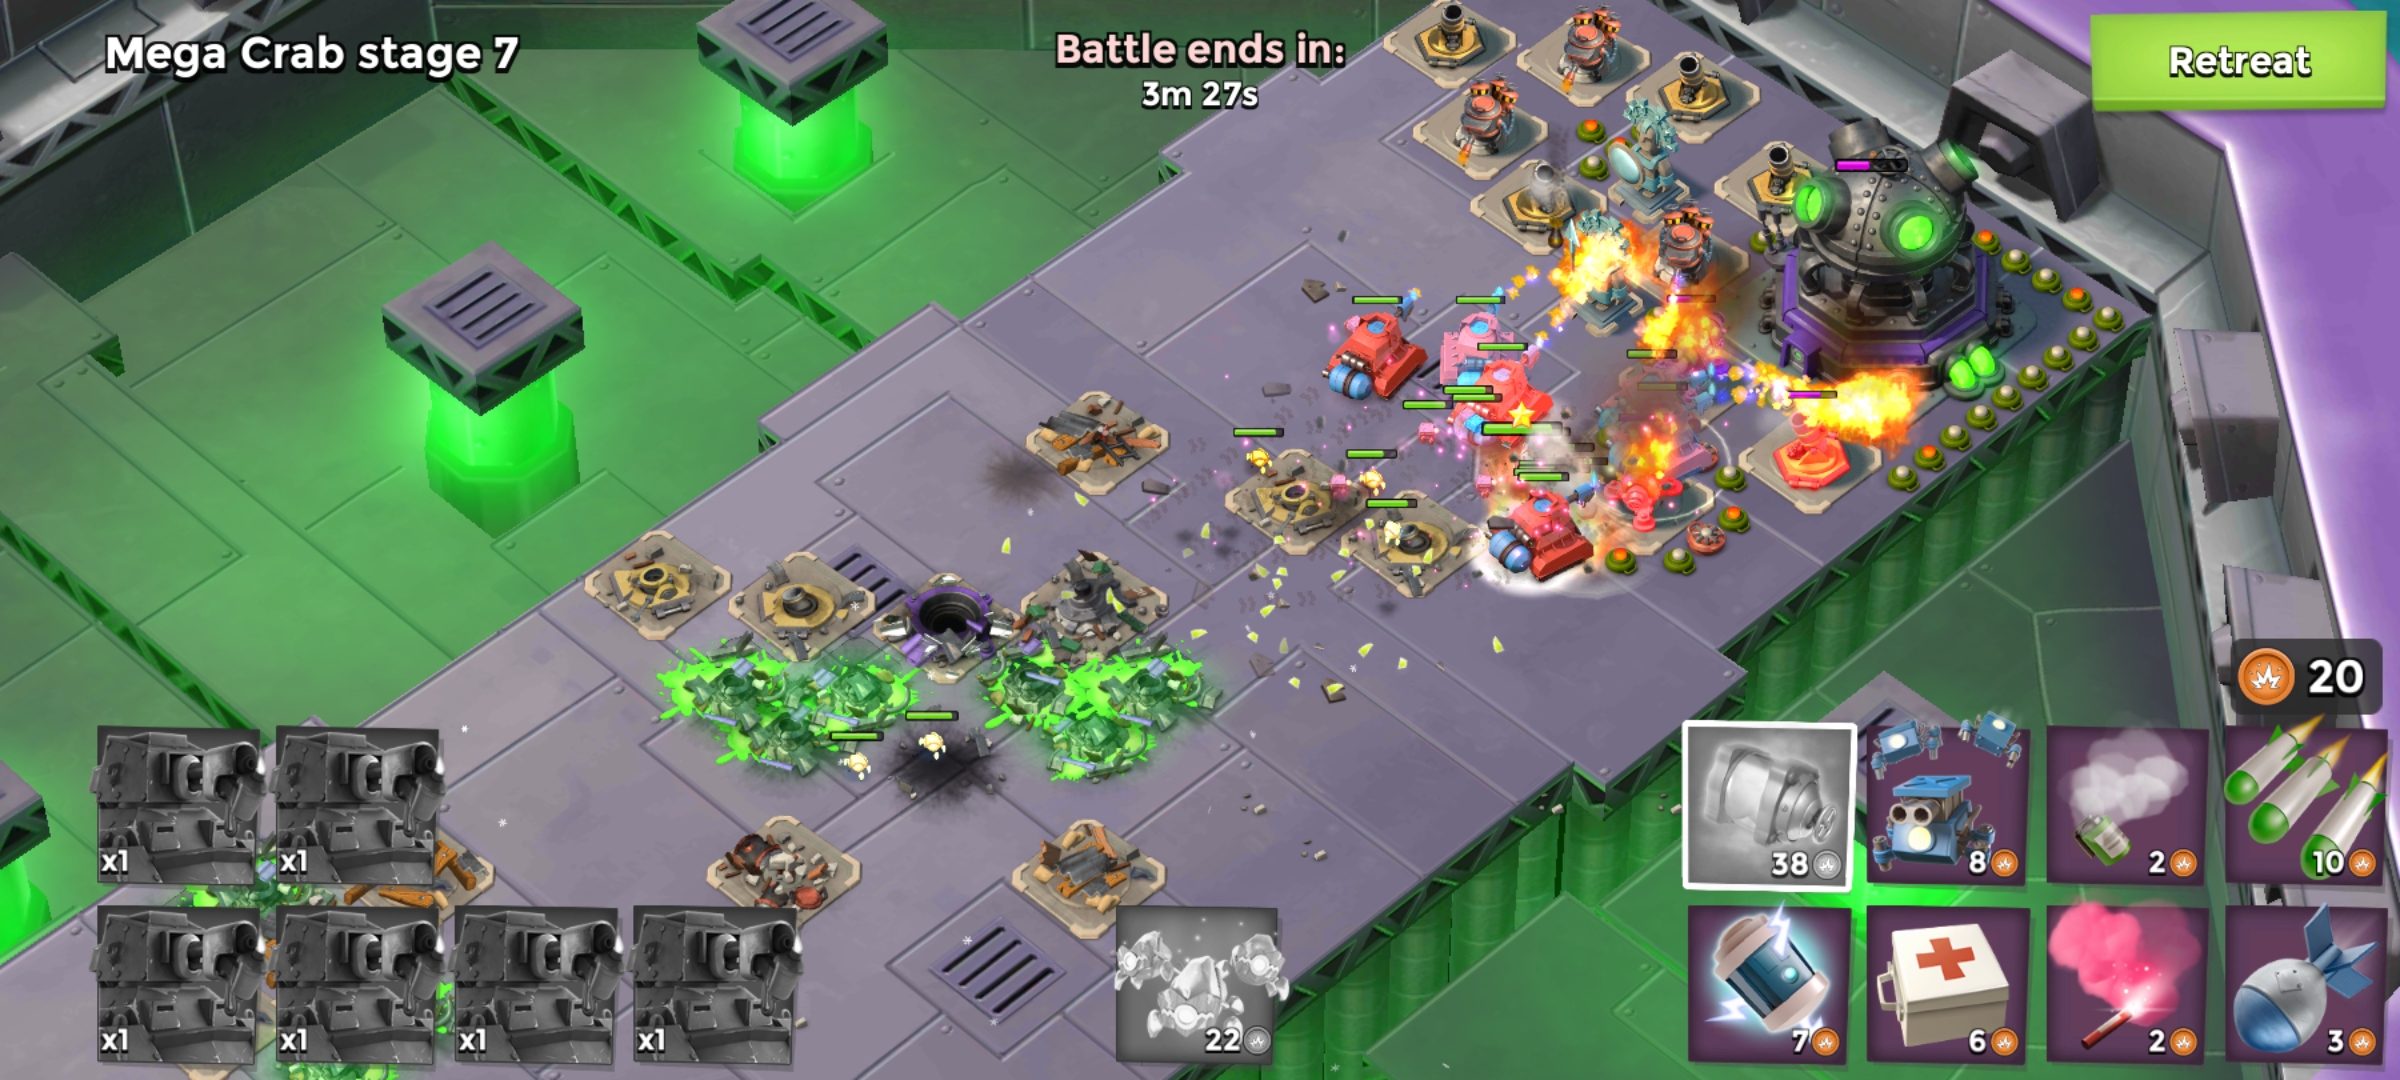 Mega Crab stage 7
Battle ends in:
3m 27s
Retreat
20
x1
x1
38
8
2
10
x1
x1
x1
x1
22
7
6
2
3